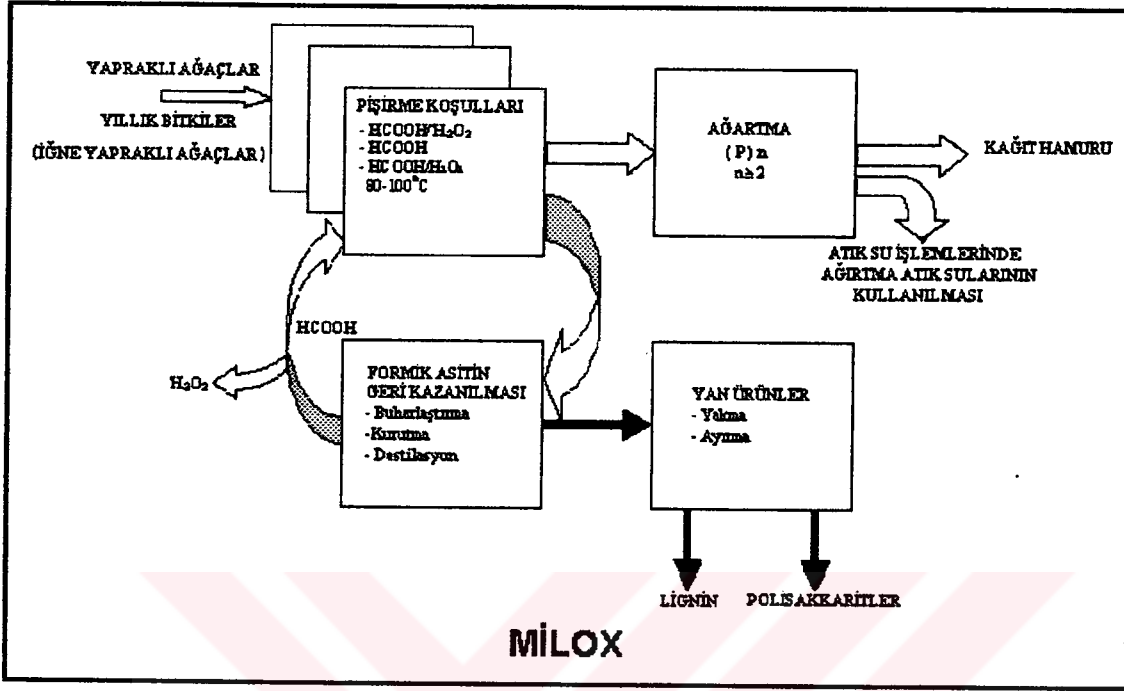 YAPRAKLI AĞAÇLAR
YILLIK BİTKİLER
(İĞNE YAPRAKLI AĞAÇLAR)
PİŞİRME KOŞULLARI
- HCOOH/H₂O₂
- HCOOH
- HCOOH/H₂O₂
80-100°C
AĞARTMA
(P)n
n≥2
KAĞIT HAMURU
ATIK SU İŞLEMLERİNDE
AĞIRTMA ATIK SULARININ
KULLANILMASI
HCOOH
H₂O₂
FORMİK ASİTİN
GERİ KAZANILMASI
- Buharlaştırma
- Kurutma
- Destilasyon
YAN ÜRÜNLER
- Yakma
- Ayırma
LİGNİN
POLİSAKKARİTLER
MİLOX